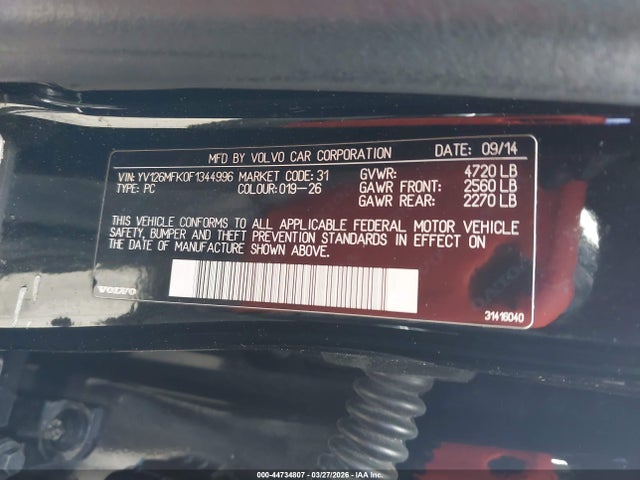 MFD BY VOLVO CAR CORPORATION DATE: 09/14
VIN: YV126MFK0F1344996 MARKET CODE: 31 GVWR: 4720 LB
TYPE: PC COLOUR: 019-26 GAWR FRONT: 2560 LB
GAWR REAR: 2270 LB
THIS VEHICLE CONFORMS TO ALL APPLICABLE FEDERAL MOTOR VEHICLE
SAFETY, BUMPER AND THEFT PREVENTION STANDARDS IN EFFECT ON
THE DATE OF MANUFACTURE SHOWN ABOVE.
VOLVO
31416040
000-44734807 | 03/27/2026 | IAA, Inc.